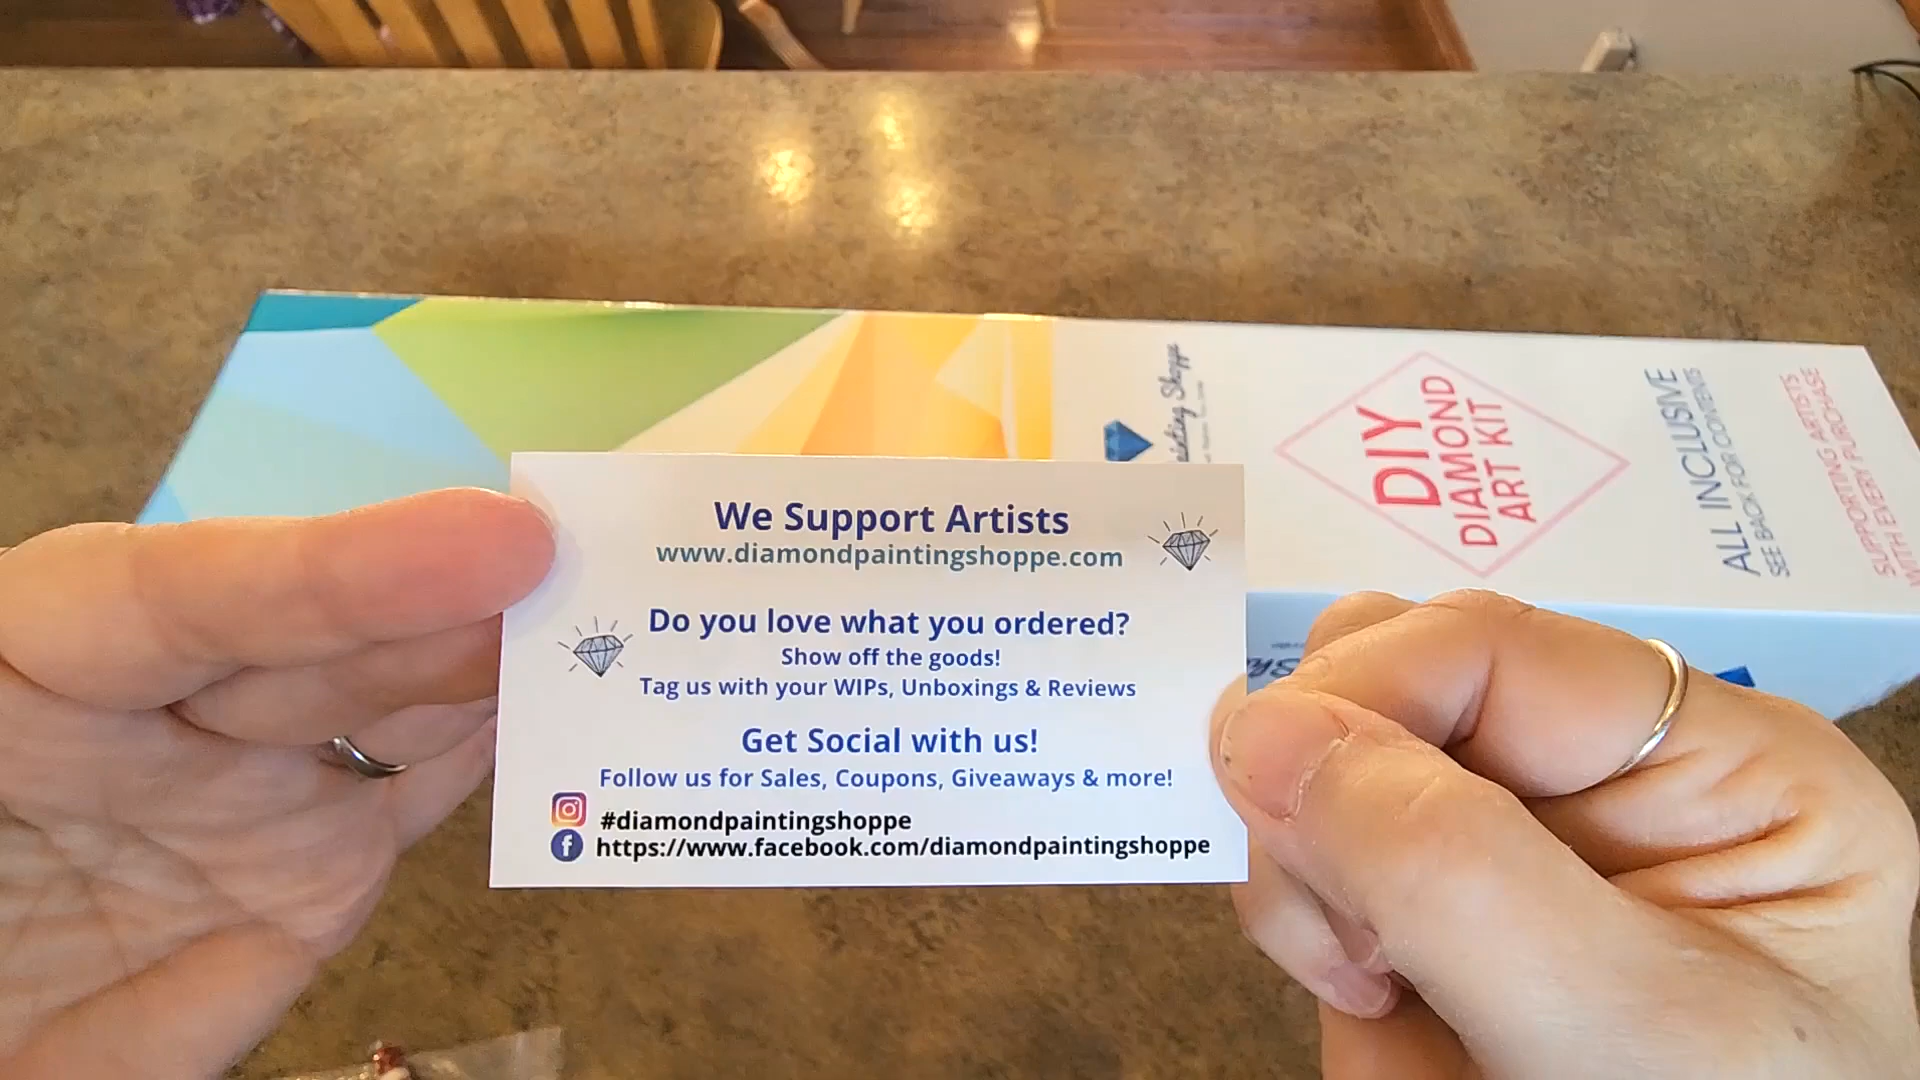 We Support Artists
www.diamondpaintingshoppe.com
Do you love what you ordered?
Show off the goods!
Tag us with your WIPs, Unboxings & Reviews
Get Social with us!
Follow us for Sales, Coupons, Giveaways & more!
#diamondpaintingshoppe
https://www.facebook.com/diamondpaintingshoppe
Shoppe
DIY
DIAMOND
ART KIT
ALL INCLUSIVE
SEE BACK FOR CONTENTS
SUPPORTING ARTISTS
WITH EVERY PURCHASE